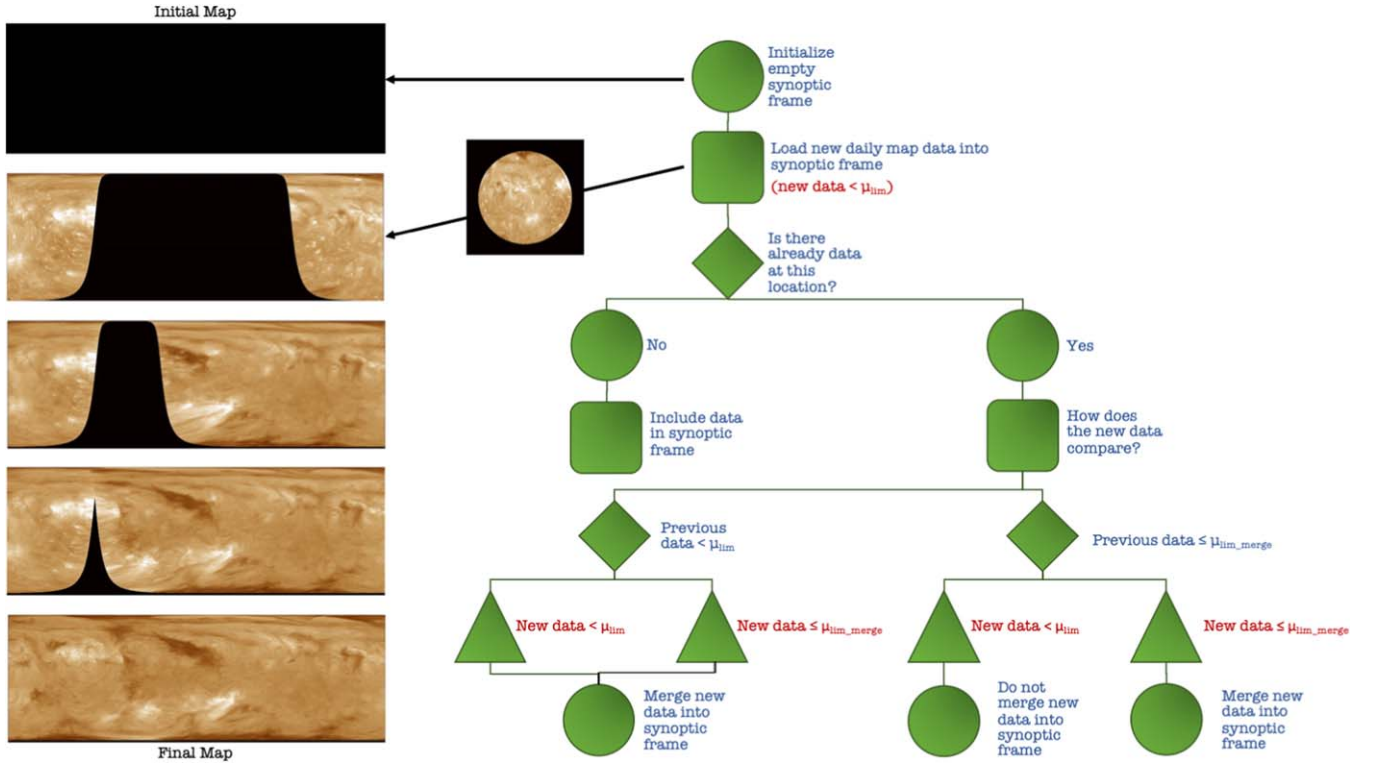 Initial Map
Initialize
empty
synoptic
frame
Load new daily map data into
synoptic frame
(new data < μlim)
Is there
already data
at this
location?
No
Yes
Include data
in synoptic
frame
How does
the new data
compare?
Previous
data < μlim
Previous data ≤ μlim_merge
New data < μlim
New data ≤ μlim_merge
New data < μlim
New data ≤ μlim_merge
Merge new
data into
synoptic
frame
Do not
merge new
data into
synoptic
frame
Merge new
data into
synoptic
frame
Final Map